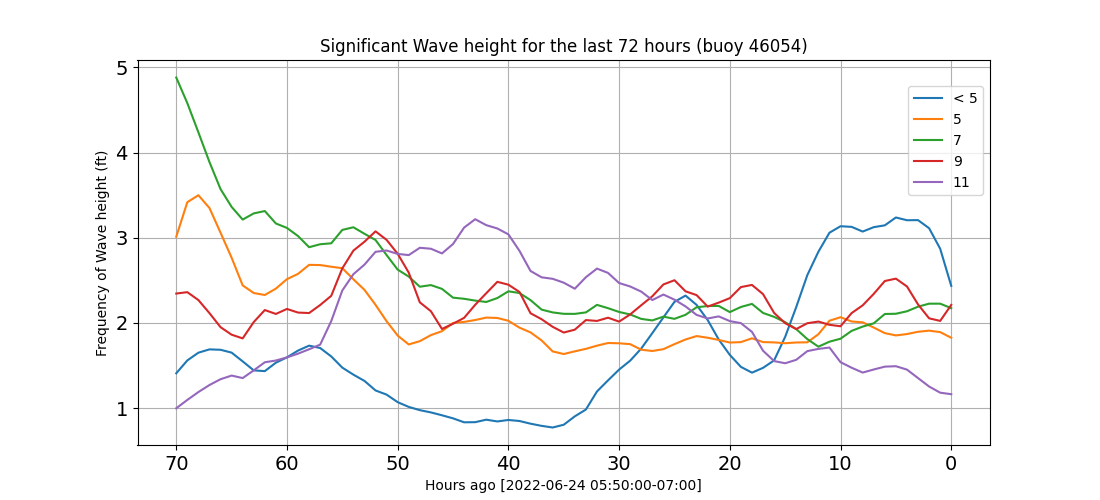 Significant Wave height for the last 72 hours (buoy 46054)
Frequency of Wave height (ft)
5
4
3
2
1
< 5
5
7
9
11
70 60 50 40 30 20 10 0
Hours ago [2022-06-24 05:50:00-07:00]